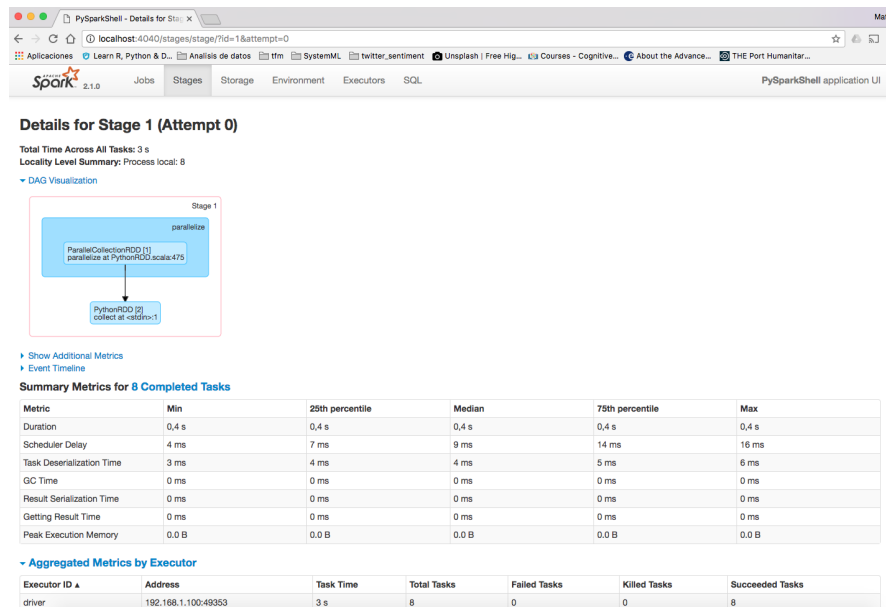 PySparkShell - Details for Stag ×
Mat
localhost:4040/stages/stage/?id=1&attempt=0
Aplicaciones Learn R, Python & D... Analisis de datos tfm SystemML twitter_sentiment Unsplash | Free Hig... Courses - Cognitive... About the Advance... THE Port Humanitar...
APACHE Spark 2.1.0 Jobs Stages Storage Environment Executors SQL PySparkShell application UI
Details for Stage 1 (Attempt 0)
Total Time Across All Tasks: 3 s
Locality Level Summary: Process local: 8
DAG Visualization
Stage 1
parallelize
ParallelCollectionRDD [1]
parallelize at PythonRDD.scala:475
PythonRDD [2]
collect at <stdin>:1
Show Additional Metrics
Event Timeline
Summary Metrics for 8 Completed Tasks
Metric Min 25th percentile Median 75th percentile Max
Duration 0,4 s 0,4 s 0,4 s 0,4 s 0,4 s
Scheduler Delay 4 ms 7 ms 9 ms 14 ms 16 ms
Task Deserialization Time 3 ms 4 ms 4 ms 5 ms 6 ms
GC Time 0 ms 0 ms 0 ms 0 ms 0 ms
Result Serialization Time 0 ms 0 ms 0 ms 0 ms 0 ms
Getting Result Time 0 ms 0 ms 0 ms 0 ms 0 ms
Peak Execution Memory 0.0 B 0.0 B 0.0 B 0.0 B 0.0 B
Aggregated Metrics by Executor
Executor ID ▴ Address Task Time Total Tasks Failed Tasks Killed Tasks Succeeded Tasks
driver 192.168.1.100:49353 3 s 8 0 0 8